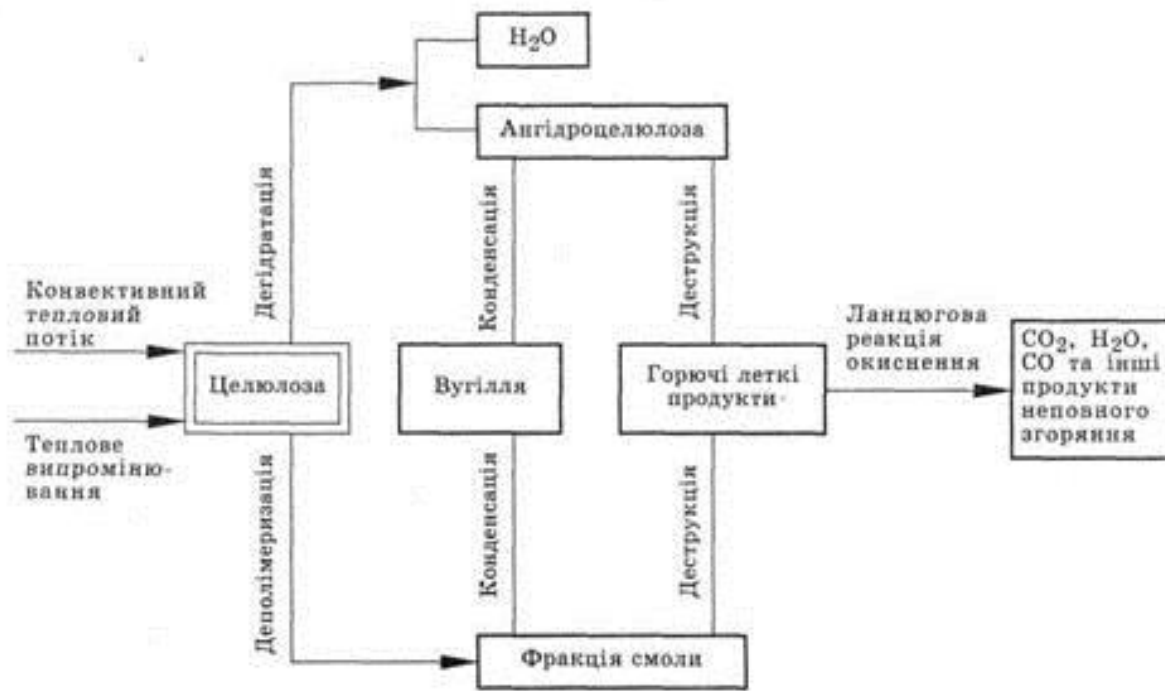 H₂O
Ангідроцелюлоза
Дегідратація
Конденсація
Деструкція
Конвективний
тепловий
потік
Целюлоза
Вугілля
Горючі леткі
продукти
Ланцюгова
реакція
окиснення
CO₂, H₂O,
CO та інші
продукти
неповного
згоряння
Теплове
випроміню-
вання
Деполімеризація
Конденсація
Деструкція
Фракція смоли